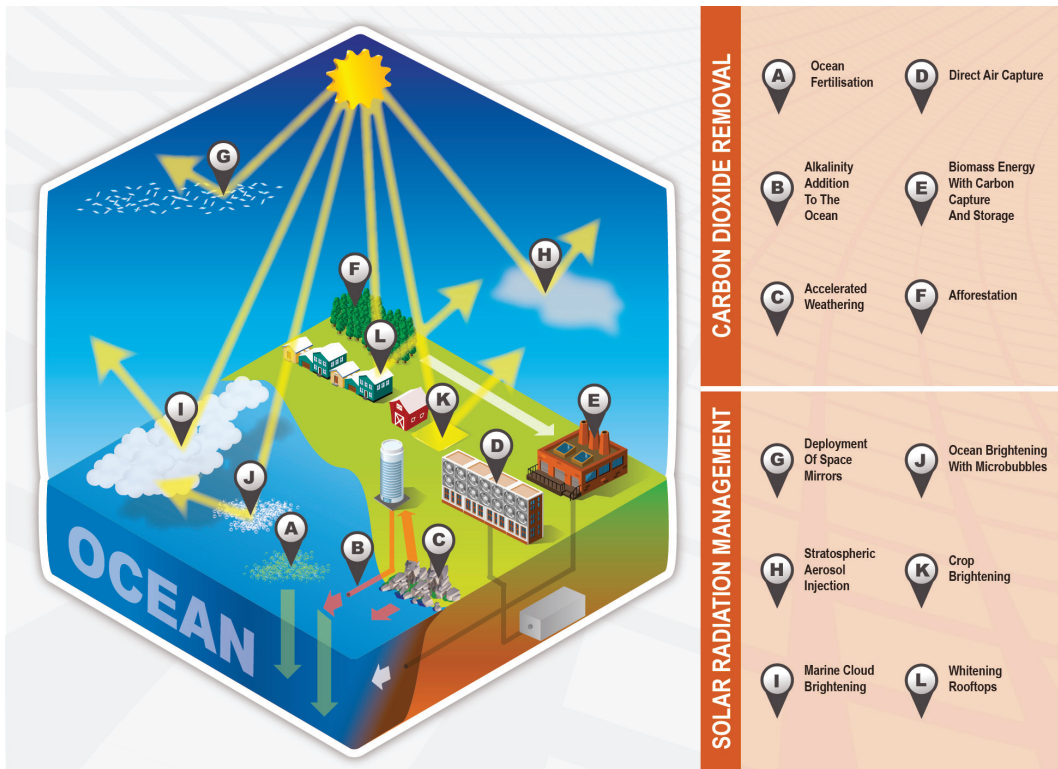 G
H
F
L
I
K
E
D
J
A
B
C
OCEAN
CARBON DIOXIDE REMOVAL
A
Ocean
Fertilisation
D
Direct Air Capture
B
Alkalinity
Addition
To The
Ocean
E
Biomass Energy
With Carbon
Capture
And Storage
C
Accelerated
Weathering
F
Afforestation
SOLAR RADIATION MANAGEMENT
G
Deployment
Of Space
Mirrors
J
Ocean Brightening
With Microbubbles
H
Stratospheric
Aerosol
Injection
K
Crop
Brightening
I
Marine Cloud
Brightening
L
Whitening
Rooftops